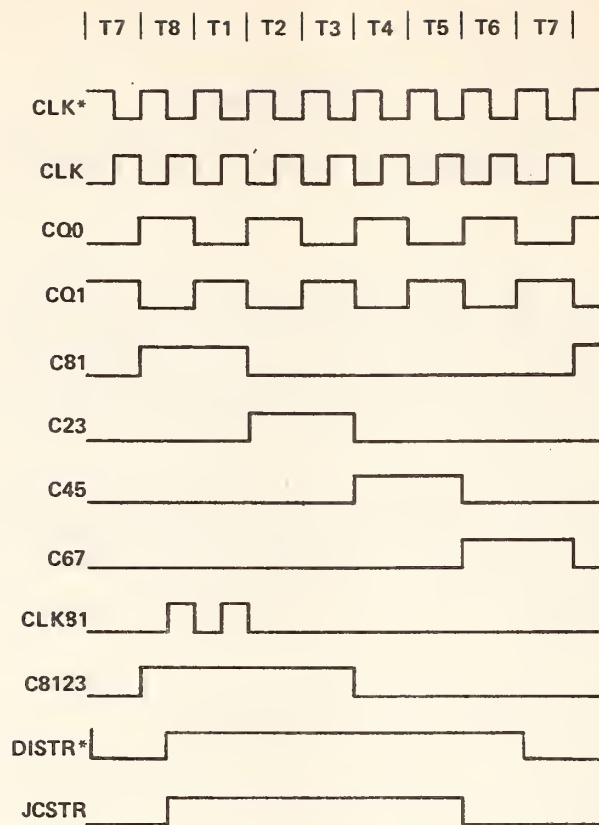 | T7 | T8 | T1 | T2 | T3 | T4 | T5 | T6 | T7 |
CLK*
CLK
CQ0
CQ1
C81
C23
C45
C67
CLK81
C8123
DISTR*
JCSTR